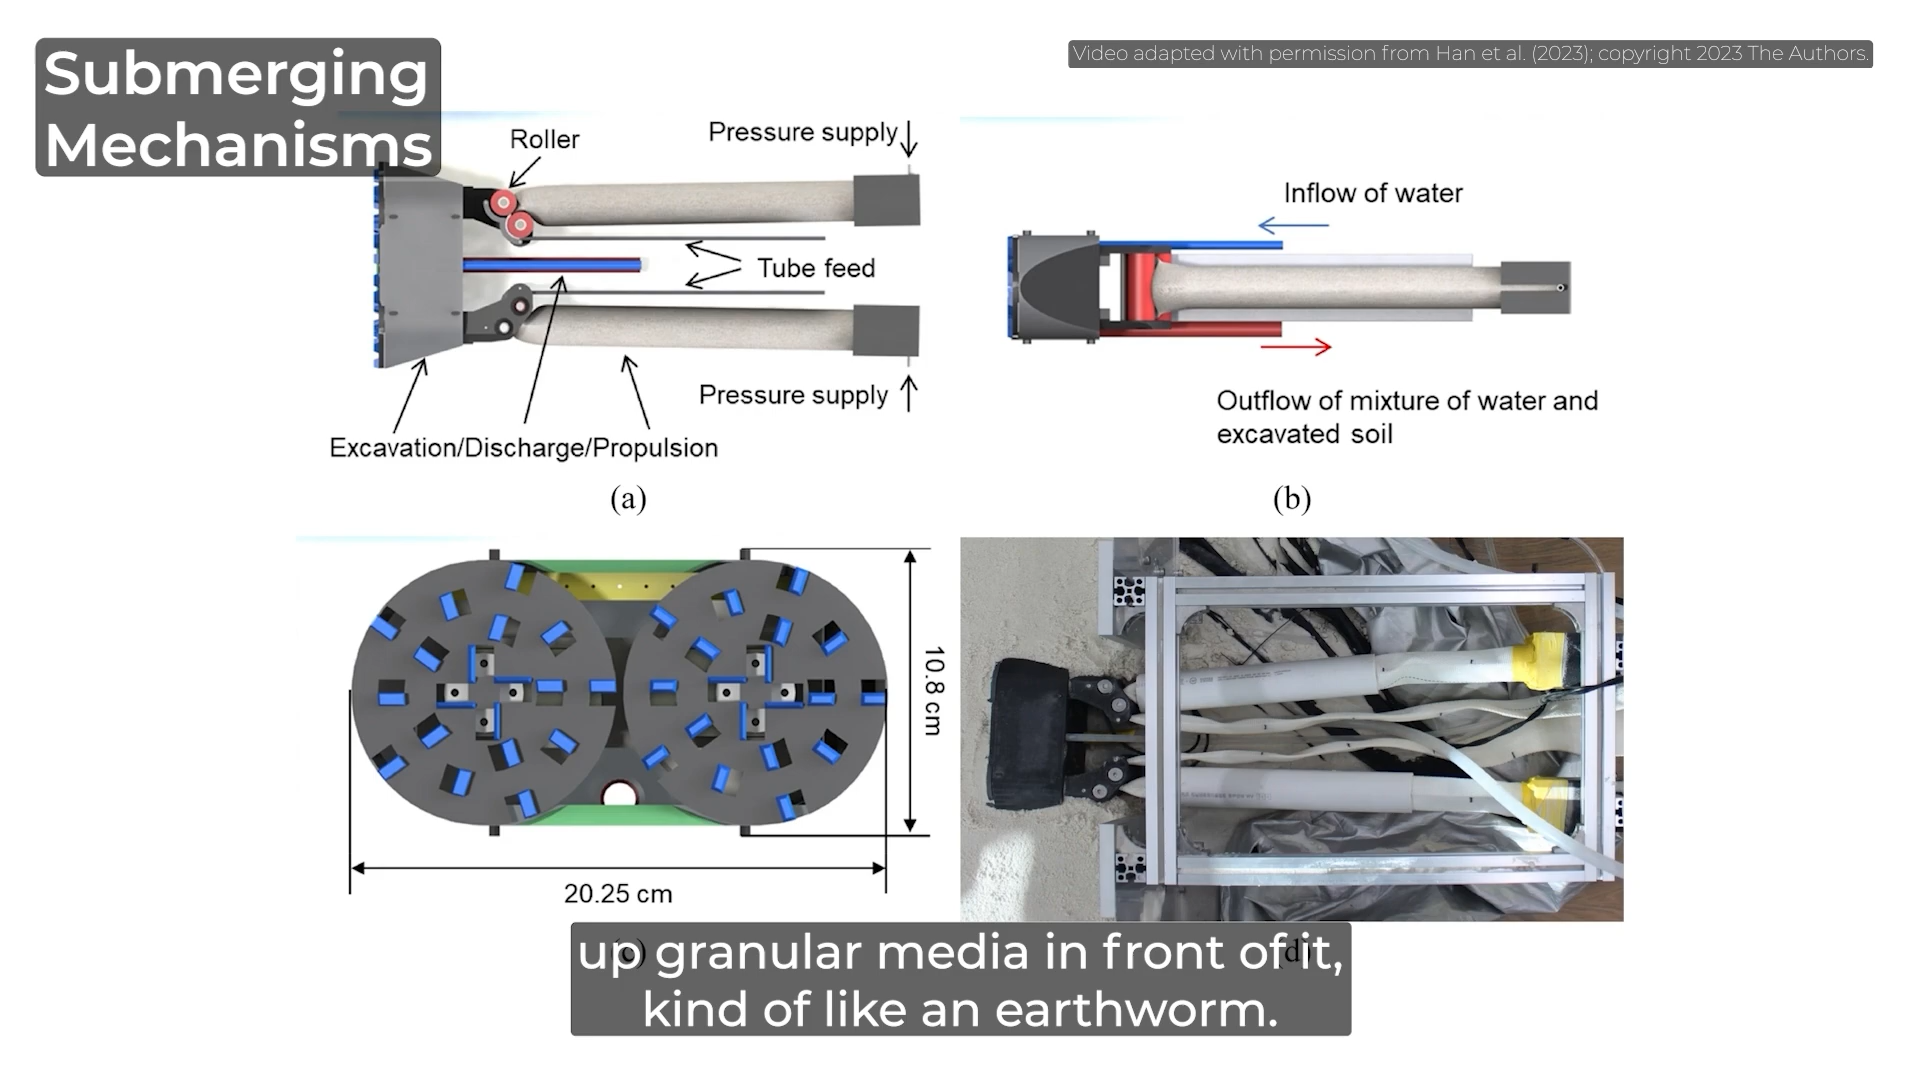 Submerging
Mechanisms
Video adapted with permission from Han et al. (2023); copyright 2023 The Authors.
Roller
Pressure supply
Tube feed
Pressure supply
Excavation/Discharge/Propulsion
(a)
Inflow of water
Outflow of mixture of water and
excavated soil
(b)
10.8 cm
20.25 cm
(c)
(d)
up granular media in front of it,
kind of like an earthworm.